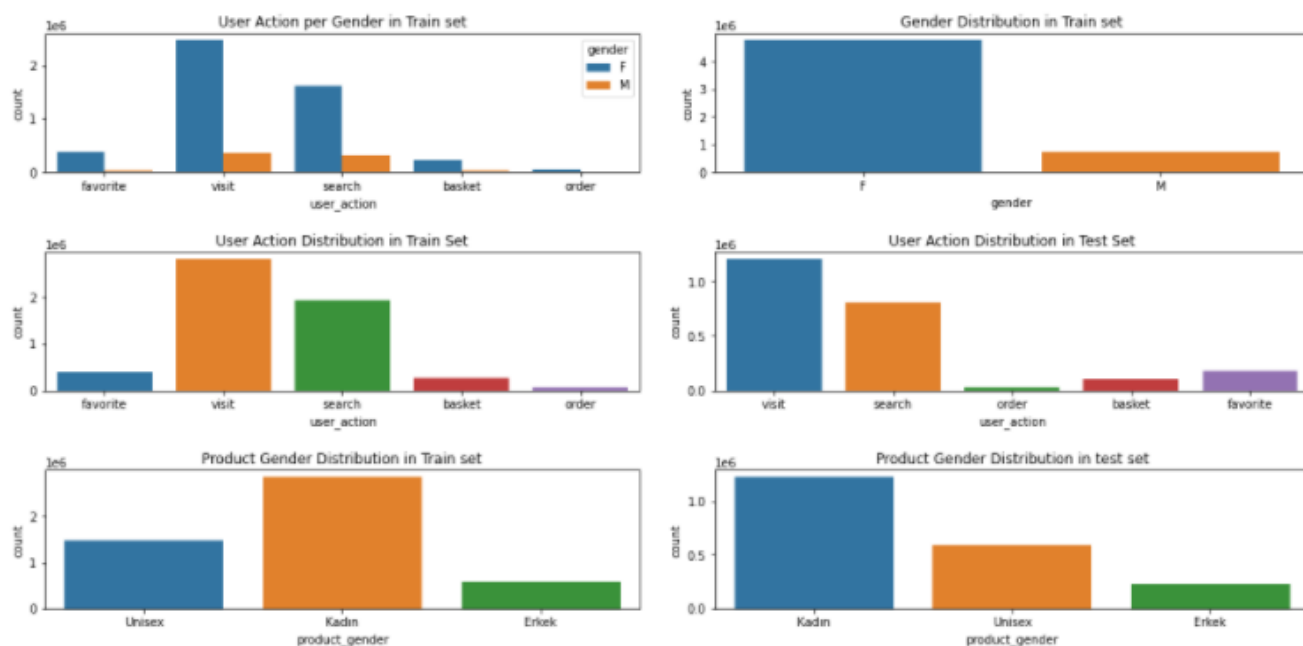 User Action per Gender in Train set
1e6
2
1
0
count
gender
F
M
favorite visit search basket order
user_action
Gender Distribution in Train set
1e6
4
3
2
1
0
count
F M
gender
User Action Distribution in Train Set
1e6
2
1
0
count
favorite visit search basket order
user_action
User Action Distribution in Test Set
1e6
1.0
0.5
0.0
count
visit search order basket favorite
user_action
Product Gender Distribution in Train set
1e6
2
1
0
count
Unisex Kadın Erkek
product_gender
Product Gender Distribution in test set
1e6
1.0
0.5
0.0
count
Kadın Unisex Erkek
product_gender